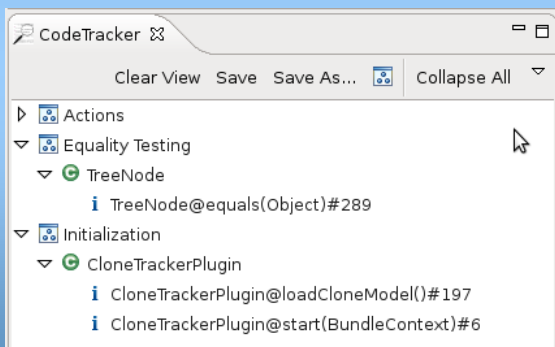 CodeTracker
Clear View Save Save As... Collapse All
Actions
Equality Testing
TreeNode
TreeNode@equals(Object)#289
Initialization
CloneTrackerPlugin
CloneTrackerPlugin@loadCloneModel()#197
CloneTrackerPlugin@start(BundleContext)#6